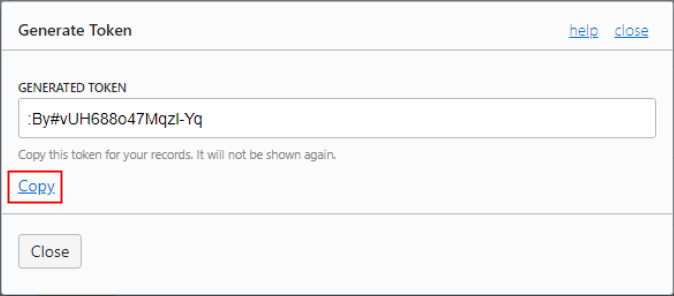 Generate Token help close
GENERATED TOKEN
:By#vUH688o47MqzI-Yq
Copy this token for your records. It will not be shown again.
Copy
Close